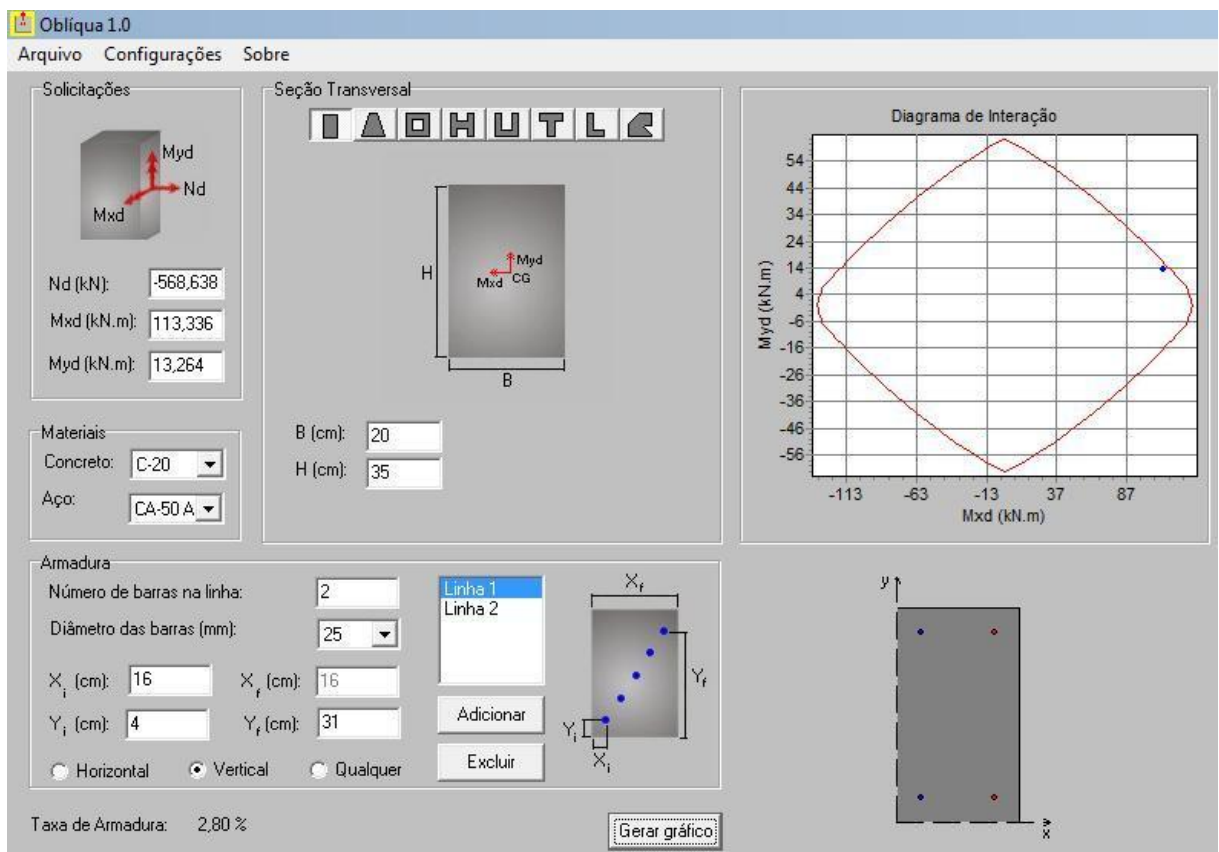 Oblíqua 1.0
Arquivo Configurações Sobre
Solicitações
Myd
Nd
Mxd
Nd (kN): -568,638
Mxd (kN.m): 113,336
Myd (kN.m): 13,264
Materiais
Concreto: C-20
Aço: CA-50 A
Seção Transversal
H
Myd
Mxd CG
B
B (cm): 20
H (cm): 35
Diagrama de Interação
Myd (kN.m)
54
44
34
24
14
4
-6
-16
-26
-36
-46
-56
-113 -63 -13 37 87
Mxd (kN.m)
Armadura
Número de barras na linha: 2
Diâmetro das barras (mm): 25
Xi (cm): 16 Xf (cm): 16
Yi (cm): 4 Yf (cm): 31
Horizontal Vertical Qualquer
Linha 1
Linha 2
Adicionar
Excluir
Xf
Yf
Yi
Xi
y
x
Taxa de Armadura: 2,80 %
Gerar gráfico